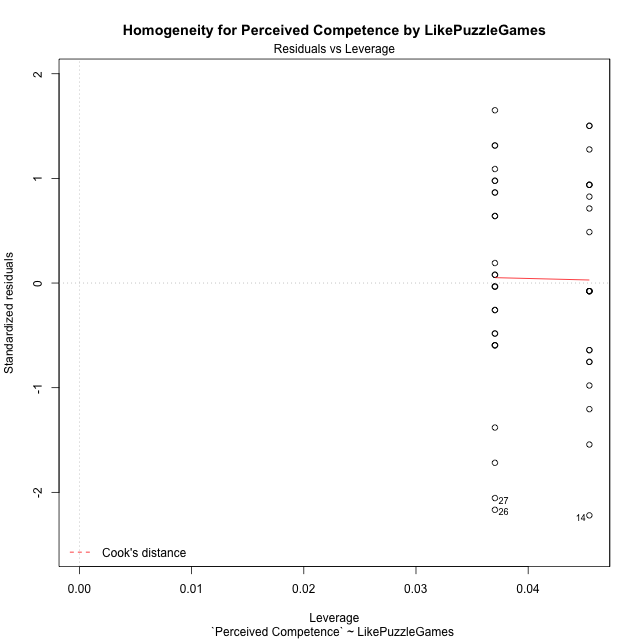 Homogeneity for Perceived Competence by LikePuzzleGames
Residuals vs Leverage
Standardized residuals
2
1
0
-1
-2
27
26
14
Cook's distance
0.00 0.01 0.02 0.03 0.04
Leverage
`Perceived Competence` ~ LikePuzzleGames